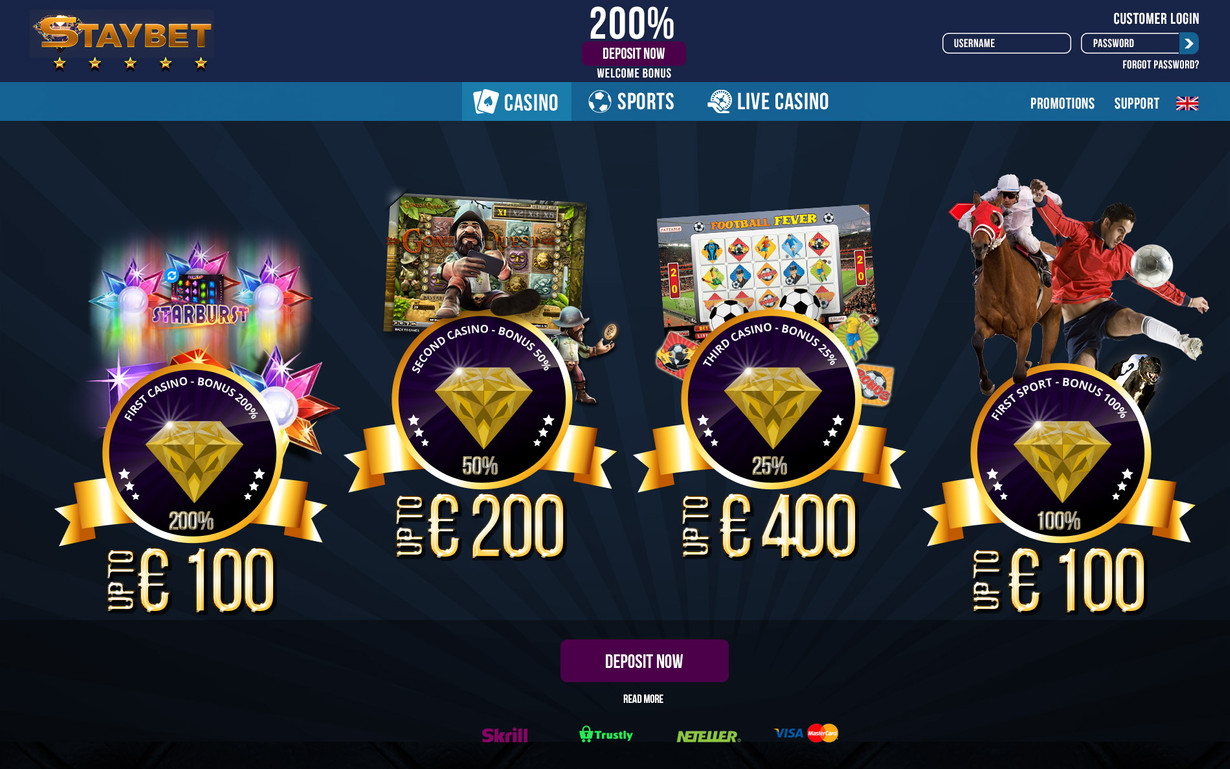 STAYBET
200%
DEPOSIT NOW
WELCOME BONUS
CUSTOMER LOGIN
USERNAME
PASSWORD
FORGOT PASSWORD?
CASINO
SPORTS
LIVE CASINO
PROMOTIONS
SUPPORT
STARBURST
FIRST CASINO - BONUS 200%
200%
UP TO
€ 100
SECOND CASINO - BONUS 50%
50%
UP TO
€ 200
FOOTBALL FEVER
20
20
THIRD CASINO - BONUS 25%
25%
UP TO
€ 400
2
FIRST SPORT - BONUS 100%
100%
UP TO
€ 100
DEPOSIT NOW
READ MORE
Skrill
Trustly
NETELLER®
VISA
MasterCard